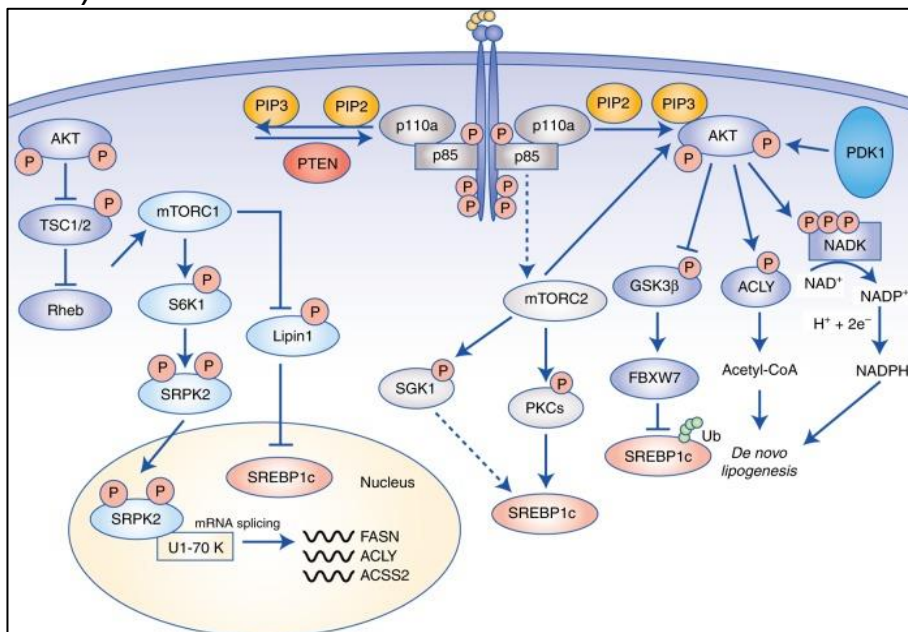 PIP3
PIP2
p110a
p85
P
P
p110a
p85
PIP2
PIP3
PTEN
P
P
P
P
AKT
P
P
TSC1/2
P
Rheb
mTORC1
S6K1
P
P
P
SRPK2
Lipin1
P
SREBP1c
Nucleus
P
P
SRPK2
U1-70 K
mRNA splicing
FASN
ACLY
ACSS2
AKT
P
P
PDK1
mTORC2
SGK1
P
PKCs
P
SREBP1c
GSK3β
P
FBXW7
SREBP1c
Ub
ACLY
P
Acetyl-CoA
De novo
lipogenesis
P
P
P
NADK
NAD⁺
NADP⁺
H⁺ + 2e⁻
NADPH